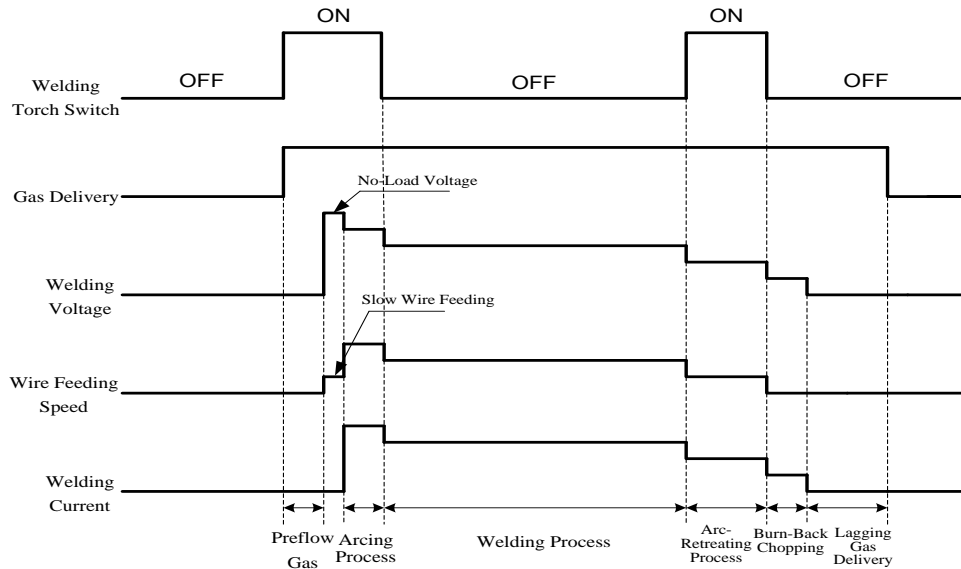 ON
ON
OFF
OFF
OFF
Welding
Torch Switch
Gas Delivery
No-Load Voltage
Welding
Voltage
Slow Wire Feeding
Wire Feeding
Speed
Welding
Current
Preflow
Gas
Arcing
Process
Welding Process
Arc-
Retreating
Process
Burn-Back
Chopping
Lagging
Gas
Delivery